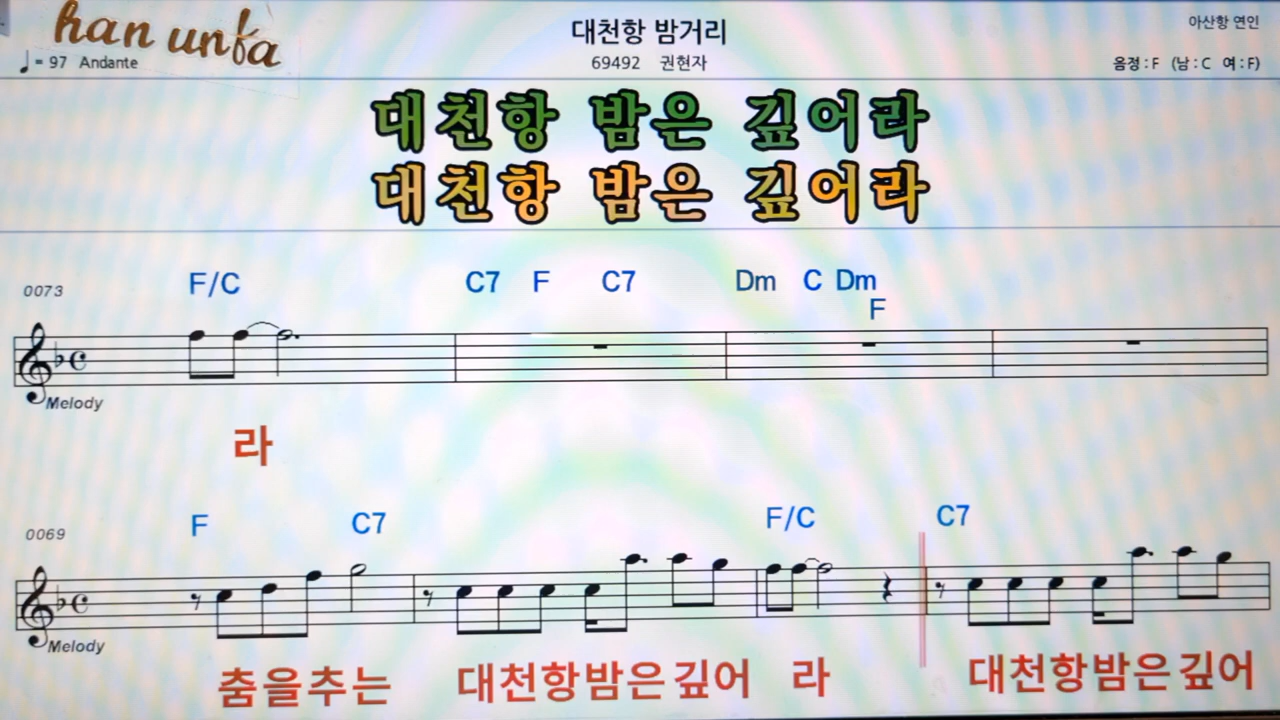 han unfa
대천항 밤거리
아산항 연인
♩= 97 Andante
69492 권현자
음정 : F (남 : C 여 : F)
대천항 밤은 깊어라
대천항 밤은 깊어라
0073 F/C C7 F C7 Dm C Dm
F
Melody
라
0069 F C7 F/C C7
Melody
춤을추는 대천항밤은깊어 라 대천항밤은깊어